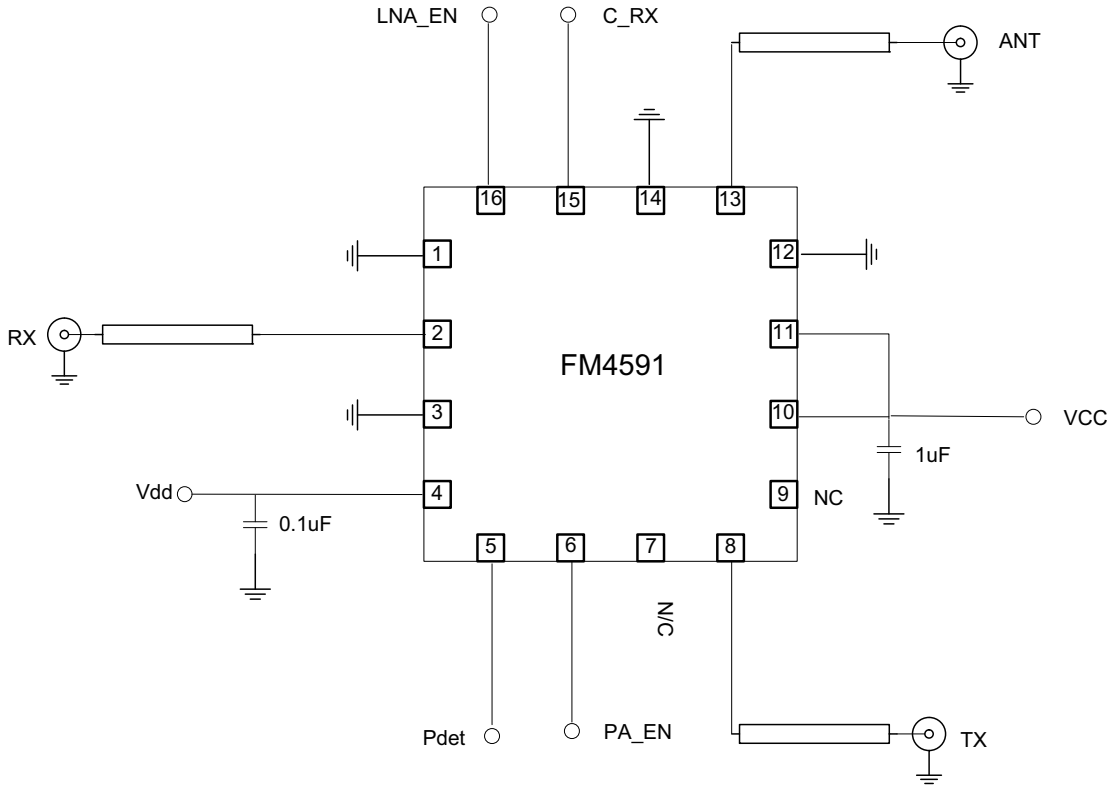 LNA_EN
C_RX
ANT
16
15
14
13
1
12
RX
2
11
FM4591
3
10
VCC
1uF
Vdd
4
9
NC
0.1uF
5
6
7
8
N/C
Pdet
PA_EN
TX